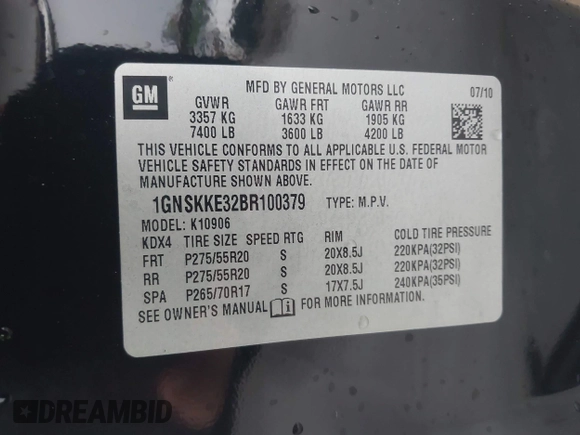 GM
MFD BY GENERAL MOTORS LLC
07/10
GVWR GAWR FRT GAWR RR
3357 KG 1633 KG 1905 KG
7400 LB 3600 LB 4200 LB
THIS VEHICLE CONFORMS TO ALL APPLICABLE U.S. FEDERAL MOTOR
VEHICLE SAFETY STANDARDS IN EFFECT ON THE DATE OF
MANUFACTURE SHOWN ABOVE.
1GNSKKE32BR100379 TYPE: M.P.V.
MODEL: K10906
KDX4 TIRE SIZE SPEED RTG RIM COLD TIRE PRESSURE
FRT P275/55R20 S 20X8.5J 220KPA(32PSI)
RR P275/55R20 S 20X8.5J 220KPA(32PSI)
SPA P265/70R17 S 17X7.5J 240KPA(35PSI)
SEE OWNER'S MANUAL FOR MORE INFORMATION.
DREAMBID